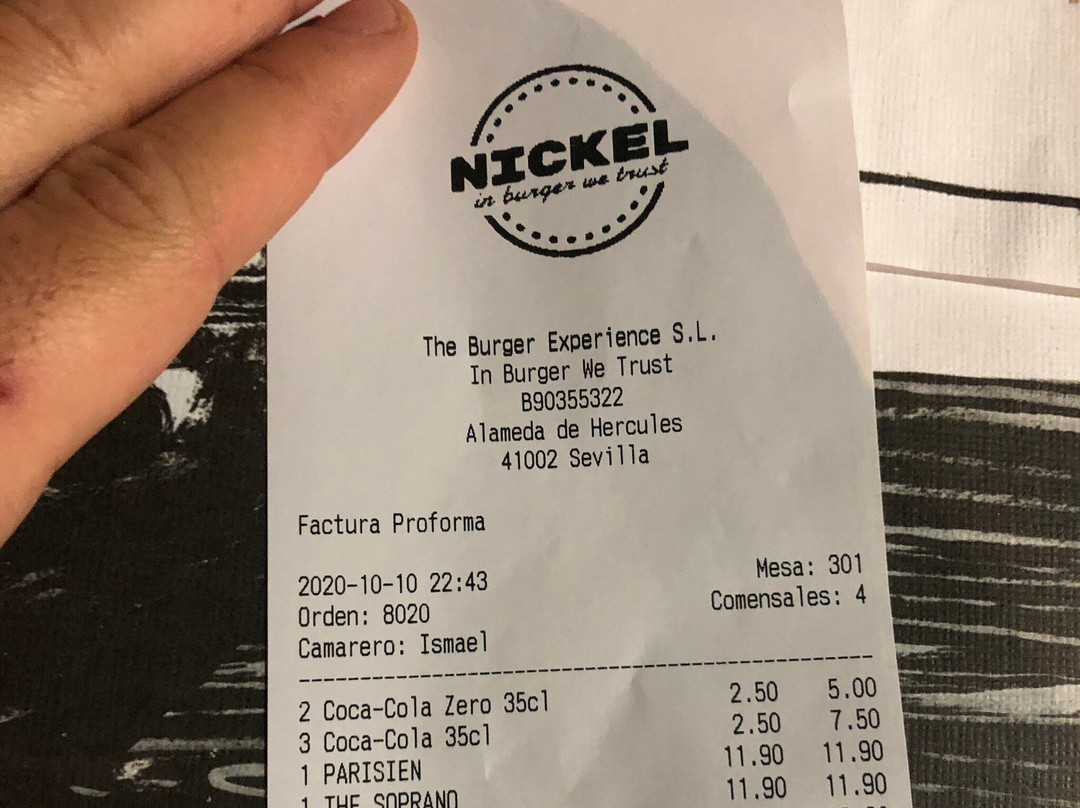 NICKEL
in burger we trust
The Burger Experience S.L.
In Burger We Trust
B90355322
Alameda de Hercules
41002 Sevilla
Factura Proforma
2020-10-10 22:43 Mesa: 301
Orden: 8020 Comensales: 4
Camarero: Ismael
2 Coca-Cola Zero 35cl 2.50 5.00
3 Coca-Cola 35cl 2.50 7.50
1 PARISIEN 11.90 11.90
1 THE SOPRANO 11.90 11.90